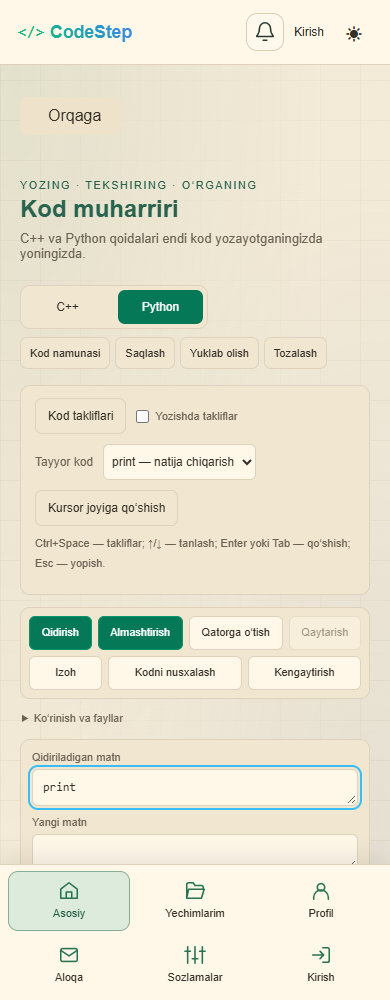 </> CodeStep
Kirish
Orqaga
YOZING · TEKSHIRING · O‘RGANING
Kod muharriri
C++ va Python qoidalari endi kod yozayotganingizda
yoningizda.
C++ Python
Kod namunasi Saqlash Yuklab olish Tozalash
Kod takliflari Yozishda takliflar
Tayyor kod print — natija chiqarish
Kursor joyiga qo‘shish
Ctrl+Space — takliflar; ↑/↓ — tanlash; Enter yoki Tab — qo‘shish;
Esc — yopish.
Qidirish Almashtirish Qatorga o‘tish Qaytarish
Izoh Kodni nusxalash Kengaytirish
Ko‘rinish va fayllar
Qidiriladigan matn
print
Yangi matn
Asosiy Yechimlarim Profil
Aloqa Sozlamalar Kirish